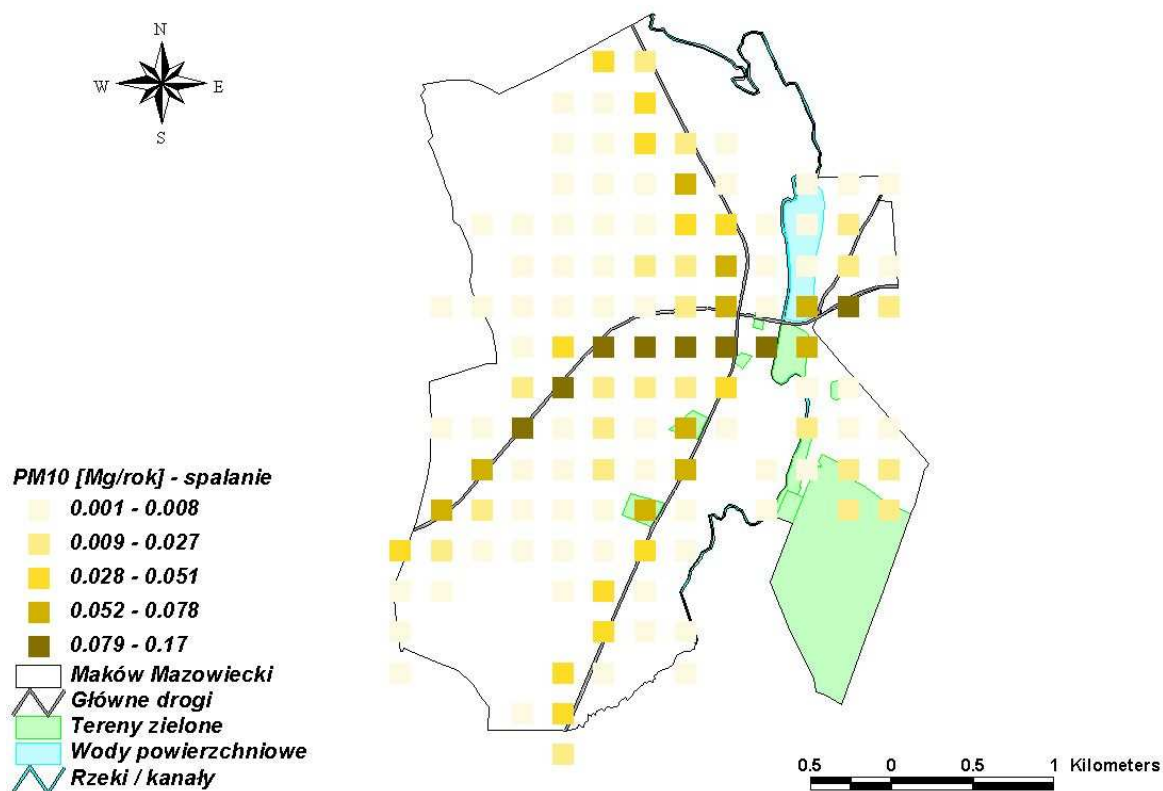 N
W E
S
PM10 [Mg/rok] - spalanie
0.001 - 0.008
0.009 - 0.027
0.028 - 0.051
0.052 - 0.078
0.079 - 0.17
Maków Mazowiecki
Główne drogi
Tereny zielone
Wody powierzchniowe
Rzeki / kanały
0.5 0 0.5 1 Kilometers